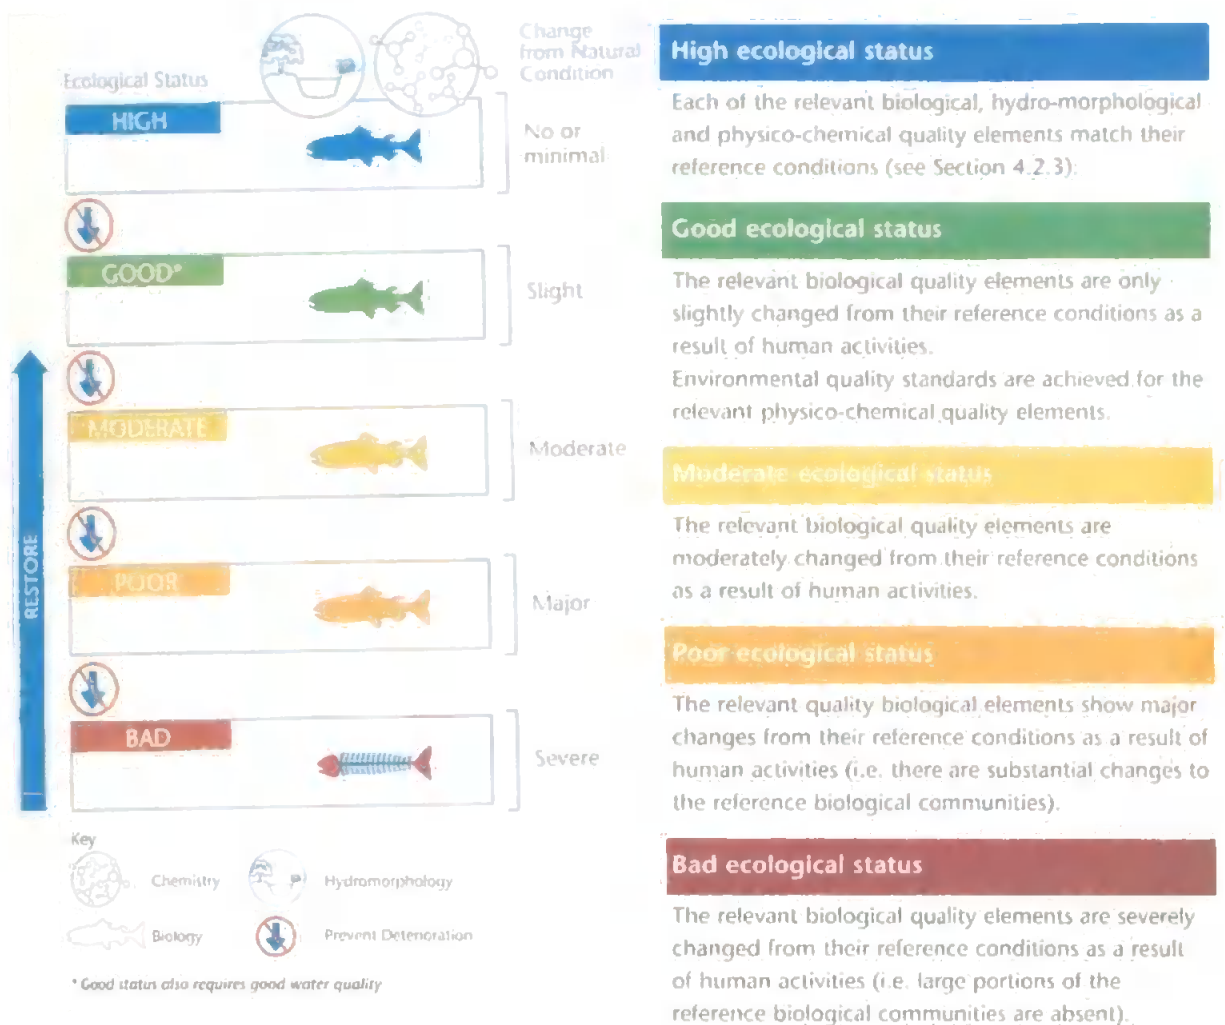 Change
from Natural
Condition
Ecological Status
HIGH
No or
minimal
GOOD*
Slight
MODERATE
Moderate
POOR
Major
BAD
Severe
RESTORE
Key
Chemistry
Hydromorphology
Biology
Prevent Deterioration
* Good status also requires good water quality
High ecological status
Each of the relevant biological, hydro-morphological
and physico-chemical quality elements match their
reference conditions (see Section 4.2.3).
Good ecological status
The relevant biological quality elements are only
slightly changed from their reference conditions as a
result of human activities.
Environmental quality standards are achieved for the
relevant physico-chemical quality elements.
Moderate ecological status
The relevant biological quality elements are
moderately changed from their reference conditions
as a result of human activities.
Poor ecological status
The relevant quality biological elements show major
changes from their reference conditions as a result of
human activities (i.e. there are substantial changes to
the reference biological communities).
Bad ecological status
The relevant biological quality elements are severely
changed from their reference conditions as a result
of human activities (i.e. large portions of the
reference biological communities are absent).